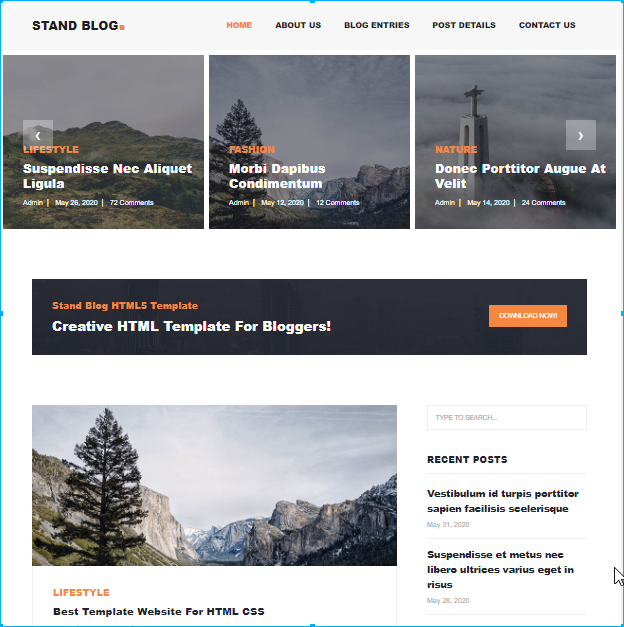 STAND BLOG.
HOME ABOUT US BLOG ENTRIES POST DETAILS CONTACT US
LIFESTYLE
Suspendisse Nec Aliquet
Ligula
Admin | May 26, 2020 | 72 Comments
FASHION
Morbi Dapibus
Condimentum
Admin | May 12, 2020 | 12 Comments
NATURE
Donec Porttitor Augue At
Velit
Admin | May 14, 2020 | 24 Comments
Stand Blog HTML5 Template
Creative HTML Template For Bloggers!
DOWNLOAD NOW!
LIFESTYLE
Best Template Website For HTML CSS
TYPE TO SEARCH...
RECENT POSTS
Vestibulum id turpis porttitor
sapien facilisis scelerisque
May 31, 2020
Suspendisse et metus nec
libero ultrices varius eget in
risus
May 28, 2020